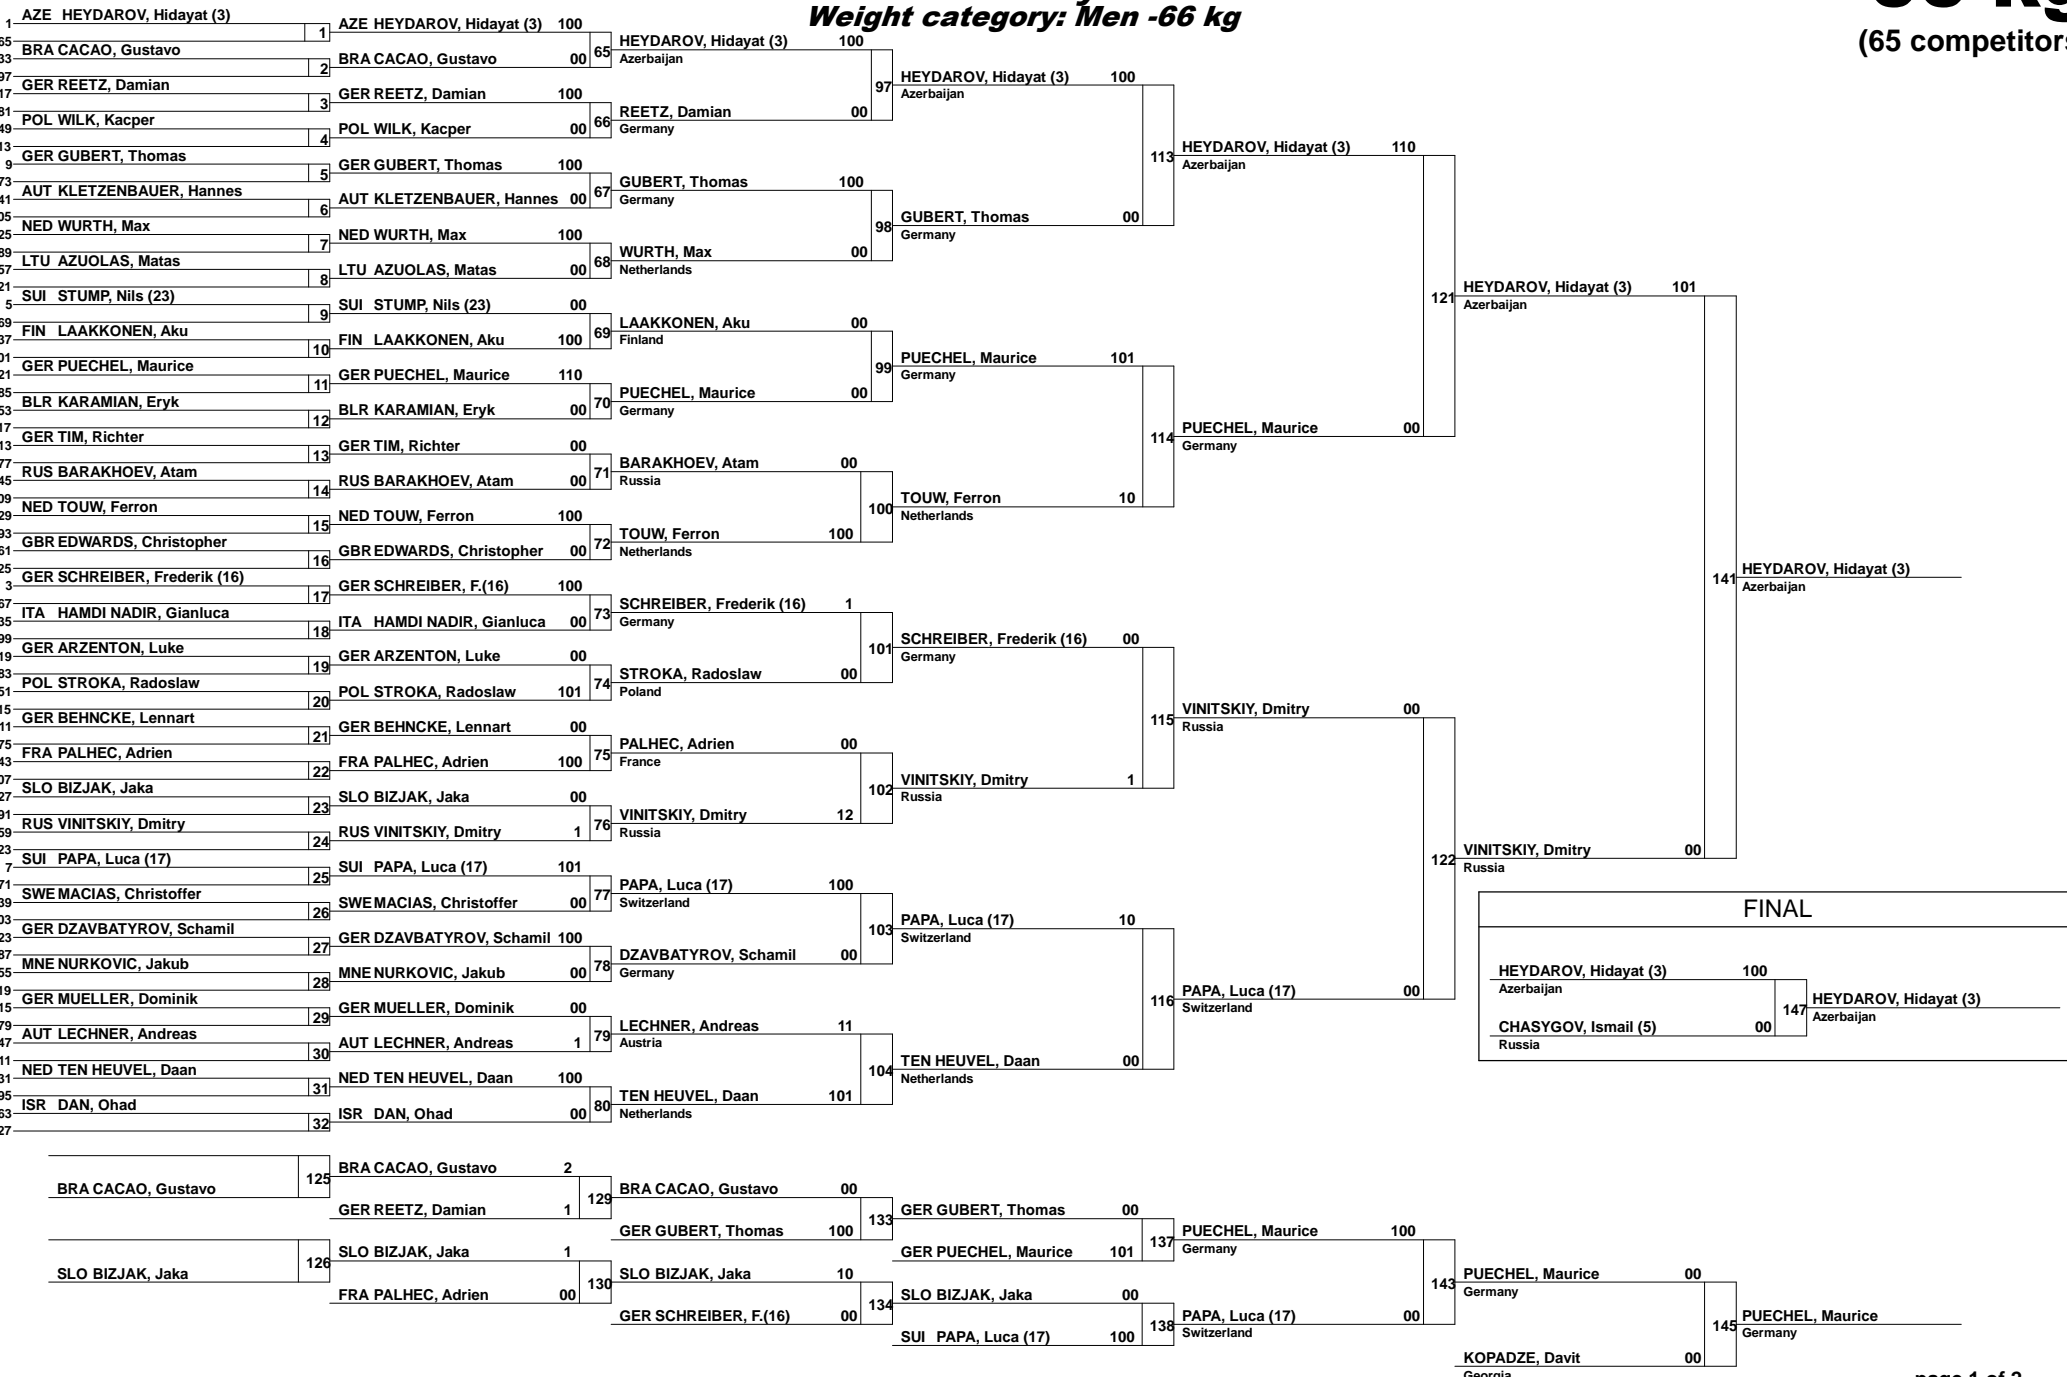 Weight category: Men -66 kg
(65 competitors
AZE HEYDAROV, Hidayat (3)
1
BRA CACAO, Gustavo
2
GER REETZ, Damian
3
POL WILK, Kacper
4
GER GUBERT, Thomas
5
AUT KLETZENBAUER, Hannes
6
NED WURTH, Max
7
LTU AZUOLAS, Matas
8
SUI STUMP, Nils (23)
9
FIN LAAKKONEN, Aku
10
GER PUECHEL, Maurice
11
BLR KARAMIAN, Eryk
12
GER TIM, Richter
13
RUS BARAKHOEV, Atam
14
NED TOUW, Ferron
15
GBR EDWARDS, Christopher
16
GER SCHREIBER, Frederik (16)
17
ITA HAMDI NADIR, Gianluca
18
GER ARZENTON, Luke
19
POL STROKA, Radoslaw
20
GER BEHNCKE, Lennart
21
FRA PALHEC, Adrien
22
SLO BIZJAK, Jaka
23
RUS VINITSKIY, Dmitry
24
SUI PAPA, Luca (17)
25
SWE MACIAS, Christoffer
26
GER DZAVBATYROV, Schamil
27
MNE NURKOVIC, Jakub
28
GER MUELLER, Dominik
29
AUT LECHNER, Andreas
30
NED TEN HEUVEL, Daan
31
ISR DAN, Ohad
32
AZE HEYDAROV, Hidayat (3) 100
65
BRA CACAO, Gustavo 00
GER REETZ, Damian 100
66
POL WILK, Kacper 00
GER GUBERT, Thomas 100
67
AUT KLETZENBAUER, Hannes 00
NED WURTH, Max 100
68
LTU AZUOLAS, Matas 00
SUI STUMP, Nils (23) 00
69
FIN LAAKKONEN, Aku 100
GER PUECHEL, Maurice 110
70
BLR KARAMIAN, Eryk 00
GER TIM, Richter 00
71
RUS BARAKHOEV, Atam 00
NED TOUW, Ferron 100
72
GBR EDWARDS, Christopher 00
GER SCHREIBER, F.(16) 100
73
ITA HAMDI NADIR, Gianluca 00
GER ARZENTON, Luke 00
74
POL STROKA, Radoslaw 101
GER BEHNCKE, Lennart 00
75
FRA PALHEC, Adrien 100
SLO BIZJAK, Jaka 00
76
RUS VINITSKIY, Dmitry 1
SUI PAPA, Luca (17) 101
77
SWE MACIAS, Christoffer 00
GER DZAVBATYROV, Schamil 100
78
MNE NURKOVIC, Jakub 00
GER MUELLER, Dominik 00
79
AUT LECHNER, Andreas 1
NED TEN HEUVEL, Daan 100
80
ISR DAN, Ohad 00
HEYDAROV, Hidayat (3) 100
Azerbaijan
97
REETZ, Damian 00
Germany
GUBERT, Thomas 100
Germany
98
WURTH, Max 00
Netherlands
LAAKKONEN, Aku 00
Finland
99
PUECHEL, Maurice 00
Germany
BARAKHOEV, Atam 00
Russia
100
TOUW, Ferron 100
Netherlands
SCHREIBER, Frederik (16) 1
Germany
101
STROKA, Radoslaw 00
Poland
PALHEC, Adrien 00
France
102
VINITSKIY, Dmitry 12
Russia
PAPA, Luca (17) 100
Switzerland
103
DZAVBATYROV, Schamil 00
Germany
LECHNER, Andreas 11
Austria
104
TEN HEUVEL, Daan 101
Netherlands
HEYDAROV, Hidayat (3) 100
Azerbaijan
113
GUBERT, Thomas 00
Germany
PUECHEL, Maurice 101
Germany
114
TOUW, Ferron 10
Netherlands
SCHREIBER, Frederik (16) 00
Germany
115
VINITSKIY, Dmitry 1
Russia
PAPA, Luca (17) 10
Switzerland
116
TEN HEUVEL, Daan 00
Netherlands
HEYDAROV, Hidayat (3) 110
Azerbaijan
121
PUECHEL, Maurice 00
Germany
VINITSKIY, Dmitry 00
Russia
122
PAPA, Luca (17) 00
Switzerland
HEYDAROV, Hidayat (3) 101
Azerbaijan
141
VINITSKIY, Dmitry 00
Russia
HEYDAROV, Hidayat (3)
Azerbaijan
FINAL
HEYDAROV, Hidayat (3) 100
Azerbaijan
147
CHASYGOV, Ismail (5) 00
Russia
HEYDAROV, Hidayat (3)
Azerbaijan
BRA CACAO, Gustavo
125
SLO BIZJAK, Jaka
126
BRA CACAO, Gustavo 2
129
GER REETZ, Damian 1
SLO BIZJAK, Jaka 1
130
FRA PALHEC, Adrien 00
BRA CACAO, Gustavo 00
133
GER GUBERT, Thomas 100
SLO BIZJAK, Jaka 10
134
GER SCHREIBER, F.(16) 00
GER GUBERT, Thomas 00
137
GER PUECHEL, Maurice 101
SLO BIZJAK, Jaka 00
138
SUI PAPA, Luca (17) 100
PUECHEL, Maurice 100
Germany
143
PAPA, Luca (17) 00
Switzerland
PUECHEL, Maurice 00
Germany
145
KOPADZE, Davit 00
Georgia
PUECHEL, Maurice
Germany
page 1 of 2